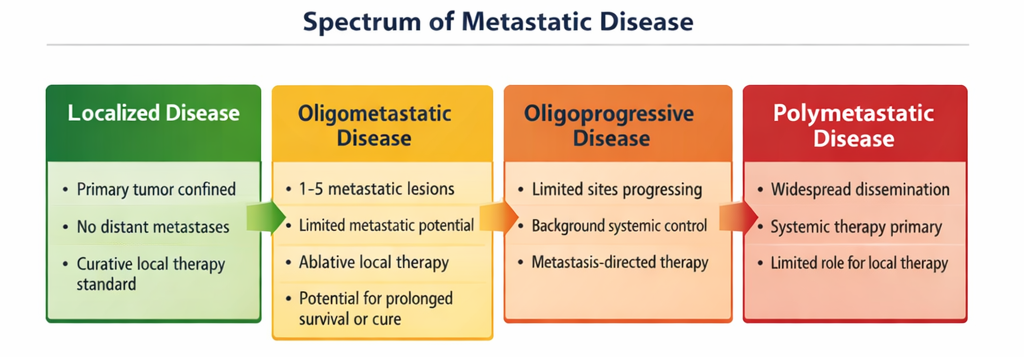 Spectrum of Metastatic Disease
Localized Disease
• Primary tumor confined
• No distant metastases
• Curative local therapy
standard
Oligometastatic
Disease
• 1-5 metastatic lesions
• Limited metastatic potential
• Ablative local therapy
• Potential for prolonged
survival or cure
Oligoprogressive
Disease
• Limited sites progressing
• Background systemic control
• Metastasis-directed therapy
Polymetastatic
Disease
• Widespread dissemination
• Systemic therapy primary
• Limited role for local therapy